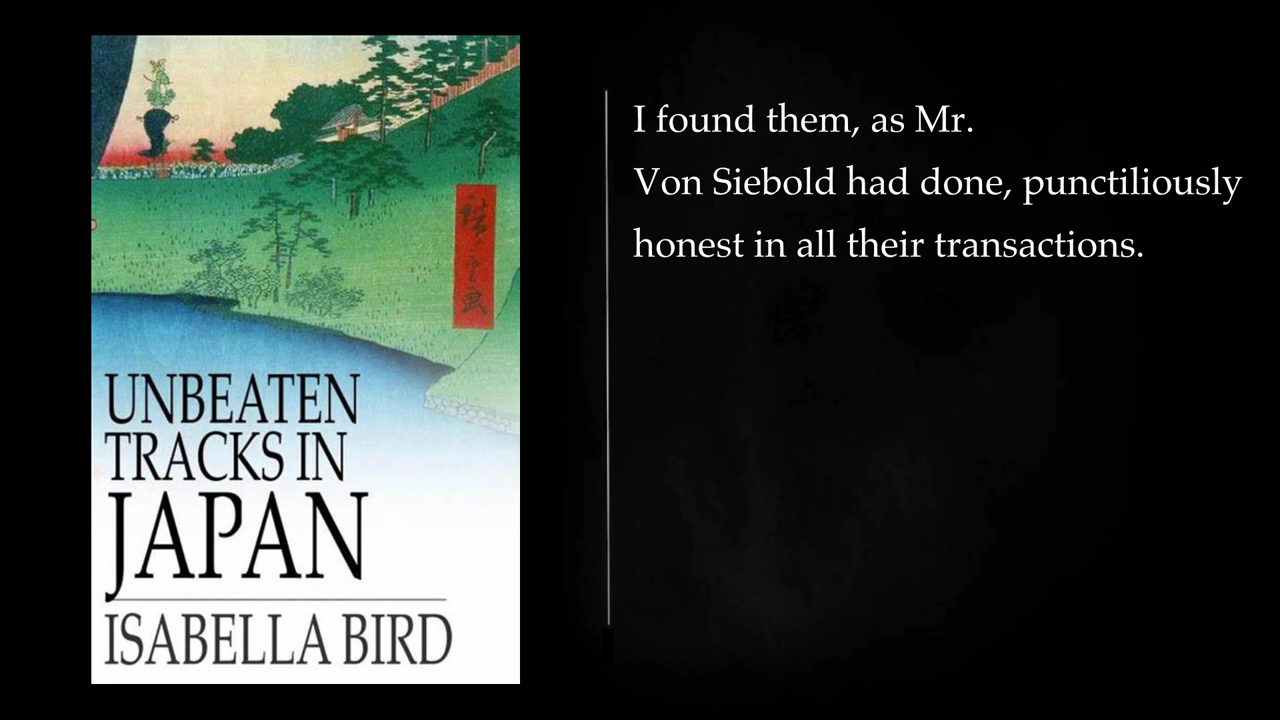 UNBEATEN
TRACKS IN
JAPAN
ISABELLA BIRD
I found them, as Mr.
Von Siebold had done, punctiliously
honest in all their transactions.